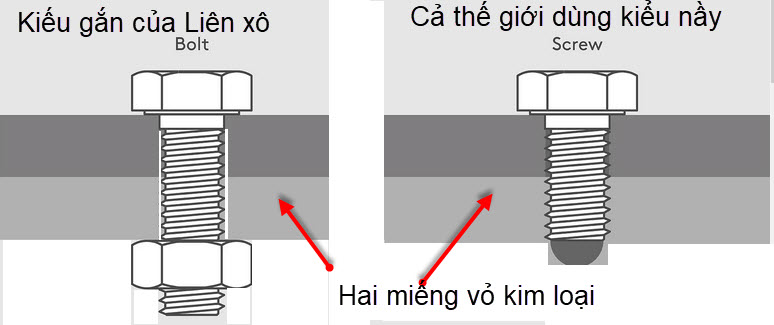 Kiếu gắn của Liên xô
Bolt
Cả thế giới dùng kiểu nầy
Screw
Hai miếng vỏ kim loại